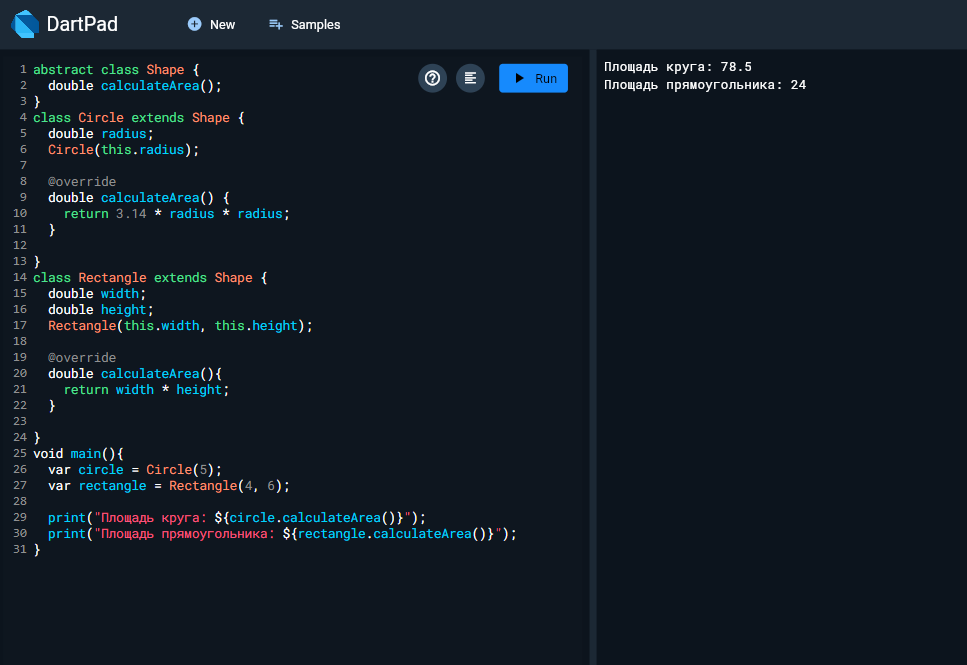 DartPad
New
Samples
Run
1 abstract class Shape {
2   double calculateArea();
3 }
4 class Circle extends Shape {
5   double radius;
6   Circle(this.radius);
7
8   @override
9   double calculateArea() {
10     return 3.14 * radius * radius;
11   }
12
13 }
14 class Rectangle extends Shape {
15   double width;
16   double height;
17   Rectangle(this.width, this.height);
18
19   @override
20   double calculateArea(){
21     return width * height;
22   }
23
24 }
25 void main(){
26   var circle = Circle(5);
27   var rectangle = Rectangle(4, 6);
28
29   print("Площадь круга: ${circle.calculateArea()}");
30   print("Площадь прямоугольника: ${rectangle.calculateArea()}");
31 }
Площадь круга: 78.5
Площадь прямоугольника: 24